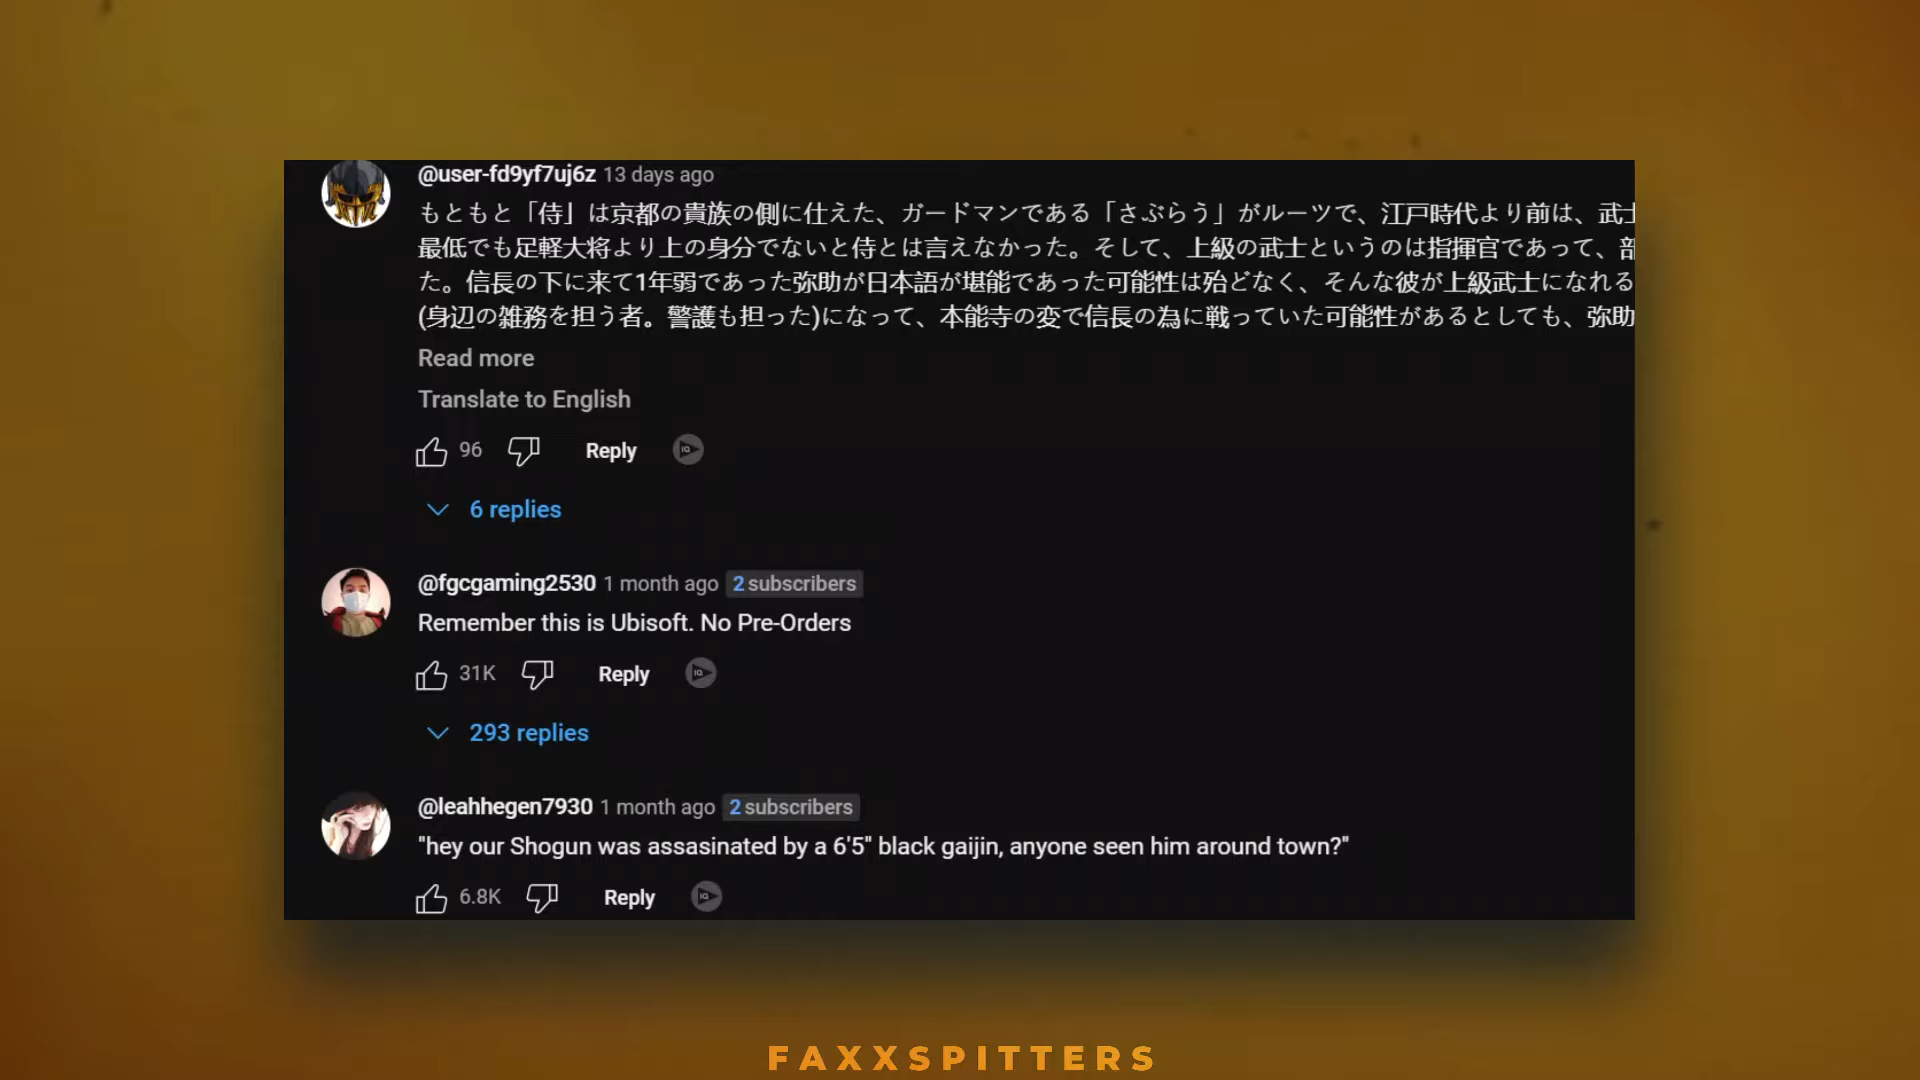 @user-fd9yf7uj6z 13 days ago
もともと「侍」は京都の貴族の側に仕えた、ガードマンである「さぶらう」がルーツで、江戸時代より前は、武士
最低でも足軽大将より上の身分でないと侍とは言えなかった。そして、上級の武士というのは指揮官であって、部
た。信長の下に来て1年弱であった弥助が日本語が堪能であった可能性は殆どなく、そんな彼が上級武士になれる
(身辺の雑務を担う者。警護も担った)になって、本能寺の変で信長の為に戦っていた可能性があるとしても、弥助
Read more
Translate to English
96 Reply
6 replies
@fgcgaming2530 1 month ago 2 subscribers
Remember this is Ubisoft. No Pre-Orders
31K Reply
293 replies
@leahhegen7930 1 month ago 2 subscribers
"hey our Shogun was assasinated by a 6'5" black gaijin, anyone seen him around town?"
6.8K Reply
FAXXSPITTERS